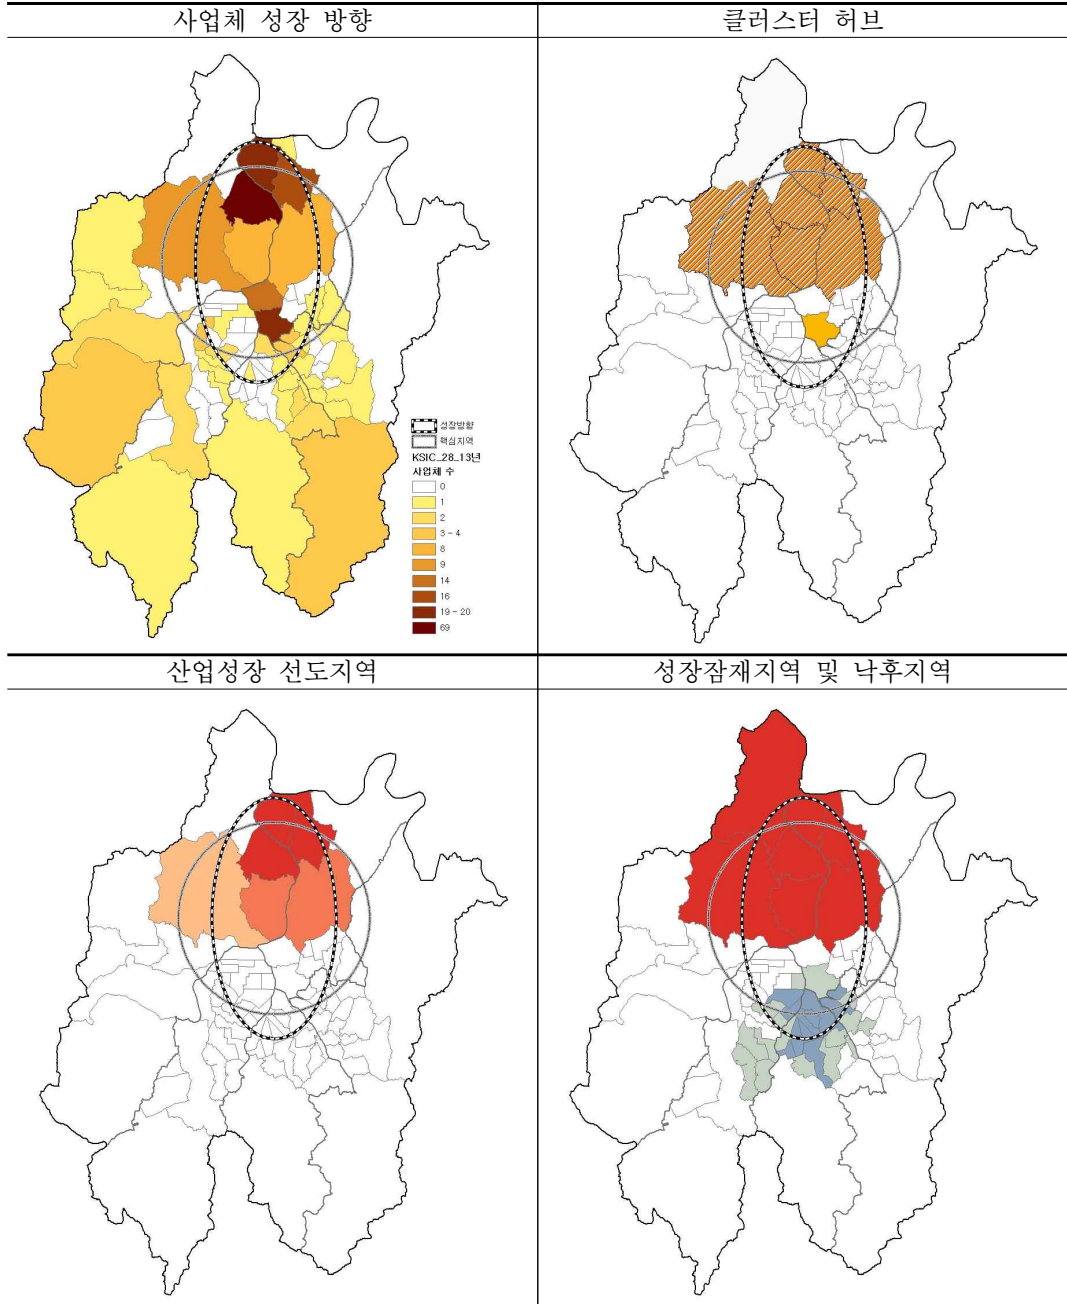 사업체 성장 방향
클러스터 허브
성장방향
핵심지역
KSIC_28_13년
사업체 수
0
1
2
3 - 4
8
9
14
16
19 - 20
69
산업성장 선도지역
성장잠재지역 및 낙후지역